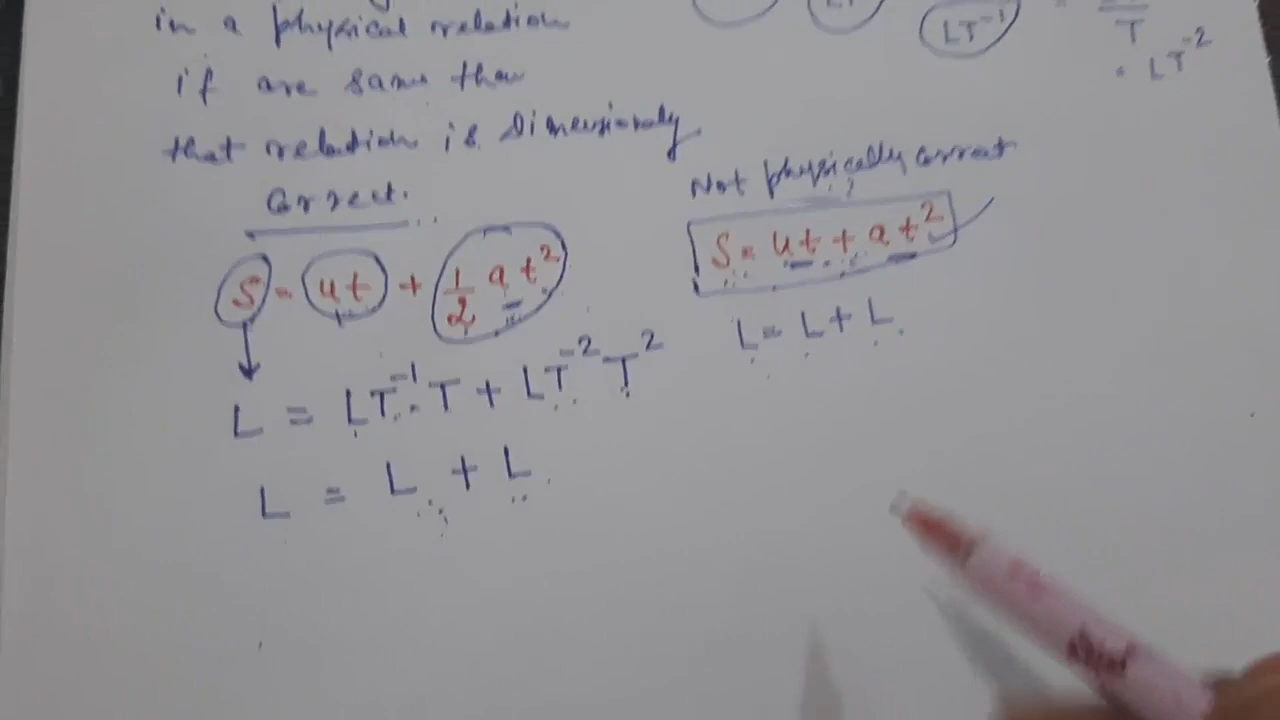 in a physical relation
if are same then
that relation is Dimensionaly
Correct.
S = ut + 1/2 at²
L = LT⁻¹ T + LT⁻² T²
L = L + L
LT⁻¹
T
= LT⁻²
Not physically correct
S = ut + at²
L = L + L